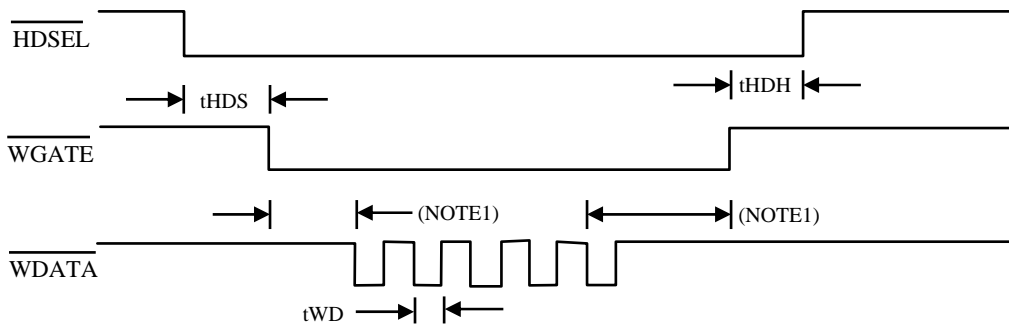 HDSEL
tHDS
tHDH
WGATE
(NOTE1)
(NOTE1)
WDATA
tWD